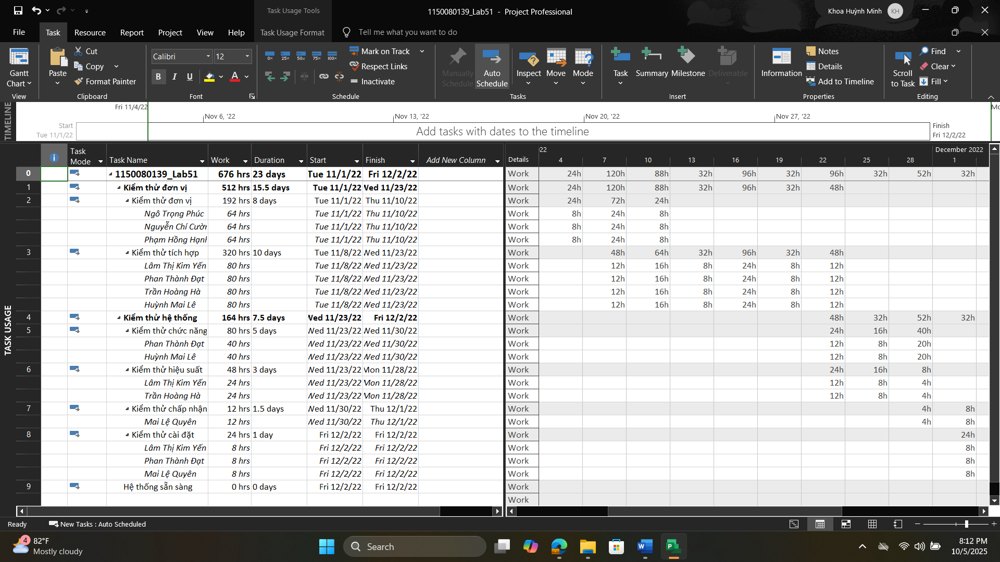 Task Usage Tools
1150080139_Lab51 - Project Professional
Khoa Huỳnh Minh KH
File Task Resource Report Project View Help Task Usage Format Tell me what you want to do
Gantt Chart
View
Paste
Cut
Copy
Format Painter
Clipboard
Calibri 12
B I U A
Font
0% 25% 50% 75% 100%
Mark on Track
Respect Links
Inactivate
Schedule
Manually Schedule
Auto Schedule
Inspect Move Mode
Tasks
Task Summary Milestone Deliverable
Insert
Information
Notes
Details
Add to Timeline
Properties
Scroll to Task
Find
Clear
Fill
Editing
TIMELINE
Fri 11/4/22
Mo
Nov 6, '22 Nov 13, '22 Nov 20, '22 Nov 27, '22
Start
Tue 11/1/22
Add tasks with dates to the timeline
Finish
Fri 12/2/22
TASK USAGE
Task Mode Task Name Work Duration Start Finish Add New Column Details
22 December 2022
4 7 10 13 16 19 22 25 28 1
0 1150080139_Lab51 676 hrs 23 days Tue 11/1/22 Fri 12/2/22 Work 24h 120h 88h 32h 96h 32h 96h 32h 52h 32h
1 Kiểm thử đơn vị 512 hrs 15.5 days Tue 11/1/22 Wed 11/23/22 Work 24h 120h 88h 32h 96h 32h 48h
2 Kiểm thử đơn vị 192 hrs 8 days Tue 11/1/22 Thu 11/10/22 Work 24h 72h 24h
Ngô Trọng Phúc 64 hrs Tue 11/1/22 Thu 11/10/22 Work 8h 24h 8h
Nguyễn Chí Cườn 64 hrs Tue 11/1/22 Thu 11/10/22 Work 8h 24h 8h
Phạm Hồng Hạnh 64 hrs Tue 11/1/22 Thu 11/10/22 Work 8h 24h 8h
3 Kiểm thử tích hợp 320 hrs 10 days Tue 11/8/22 Wed 11/23/22 Work 48h 64h 32h 96h 32h 48h
Lâm Thị Kim Yến 80 hrs Tue 11/8/22 Wed 11/23/22 Work 12h 16h 8h 24h 8h 12h
Phan Thành Đạt 80 hrs Tue 11/8/22 Wed 11/23/22 Work 12h 16h 8h 24h 8h 12h
Trần Hoàng Hà 80 hrs Tue 11/8/22 Wed 11/23/22 Work 12h 16h 8h 24h 8h 12h
Huỳnh Mai Lê 80 hrs Tue 11/8/22 Wed 11/23/22 Work 12h 16h 8h 24h 8h 12h
4 Kiểm thử hệ thống 164 hrs 7.5 days Wed 11/23/22 Fri 12/2/22 Work 48h 32h 52h 32h
5 Kiểm thử chức năng 80 hrs 5 days Wed 11/23/22 Wed 11/30/22 Work 24h 16h 40h
Phan Thành Đạt 40 hrs Wed 11/23/22 Wed 11/30/22 Work 12h 8h 20h
Huỳnh Mai Lê 40 hrs Wed 11/23/22 Wed 11/30/22 Work 12h 8h 20h
6 Kiểm thử hiệu suất 48 hrs 3 days Wed 11/23/22 Mon 11/28/22 Work 24h 16h 8h
Lâm Thị Kim Yến 24 hrs Wed 11/23/22 Mon 11/28/22 Work 12h 8h 4h
Trần Hoàng Hà 24 hrs Wed 11/23/22 Mon 11/28/22 Work 12h 8h 4h
7 Kiểm thử chấp nhận 12 hrs 1.5 days Wed 11/30/22 Thu 12/1/22 Work 4h 8h
Mai Lệ Quyên 12 hrs Wed 11/30/22 Thu 12/1/22 Work 4h 8h
8 Kiểm thử cài đặt 24 hrs 1 day Fri 12/2/22 Fri 12/2/22 Work 24h
Lâm Thị Kim Yến 8 hrs Fri 12/2/22 Fri 12/2/22 Work 8h
Phan Thành Đạt 8 hrs Fri 12/2/22 Fri 12/2/22 Work 8h
Mai Lệ Quyên 8 hrs Fri 12/2/22 Fri 12/2/22 Work 8h
9 Hệ thống sẵn sàng 0 hrs 0 days Fri 12/2/22 Fri 12/2/22 Work
Work
Ready New Tasks : Auto Scheduled
4 82°F
Mostly cloudy
Search
8:12 PM
10/5/2025